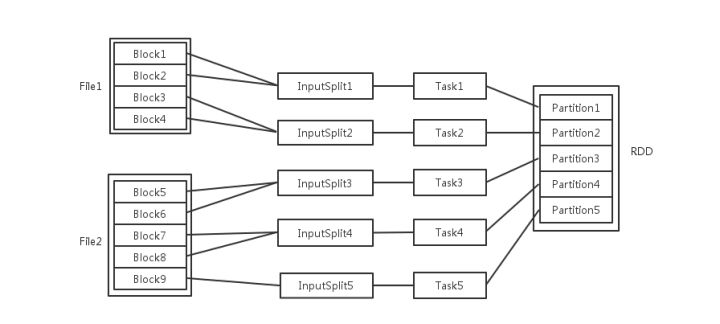 File1
Block1
Block2
Block3
Block4
File2
Block5
Block6
Block7
Block8
Block9
InputSplit1
InputSplit2
InputSplit3
InputSplit4
InputSplit5
Task1
Task2
Task3
Task4
Task5
Partition1
Partition2
Partition3
Partition4
Partition5
RDD